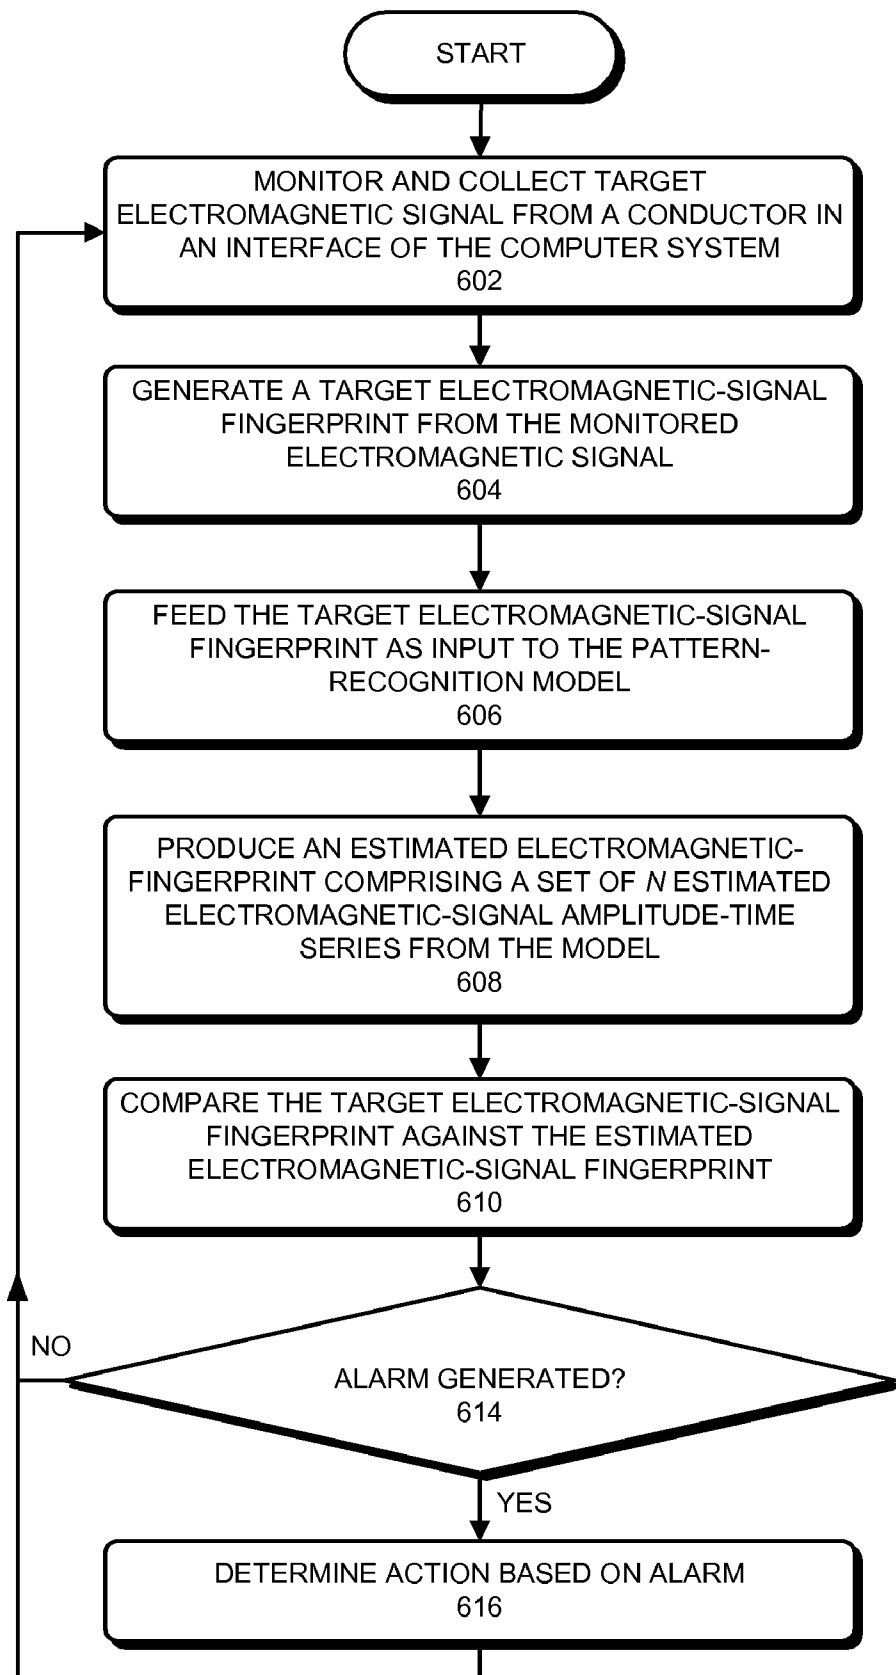 START
MONITOR AND COLLECT TARGET
ELECTROMAGNETIC SIGNAL FROM A CONDUCTOR IN
AN INTERFACE OF THE COMPUTER SYSTEM
602
GENERATE A TARGET ELECTROMAGNETIC-SIGNAL
FINGERPRINT FROM THE MONITORED
ELECTROMAGNETIC SIGNAL
604
FEED THE TARGET ELECTROMAGNETIC-SIGNAL
FINGERPRINT AS INPUT TO THE PATTERN-
RECOGNITION MODEL
606
PRODUCE AN ESTIMATED ELECTROMAGNETIC-
FINGERPRINT COMPRISING A SET OF N ESTIMATED
ELECTROMAGNETIC-SIGNAL AMPLITUDE-TIME
SERIES FROM THE MODEL
608
COMPARE THE TARGET ELECTROMAGNETIC-SIGNAL
FINGERPRINT AGAINST THE ESTIMATED
ELECTROMAGNETIC-SIGNAL FINGERPRINT
610
NO
ALARM GENERATED?
614
YES
DETERMINE ACTION BASED ON ALARM
616